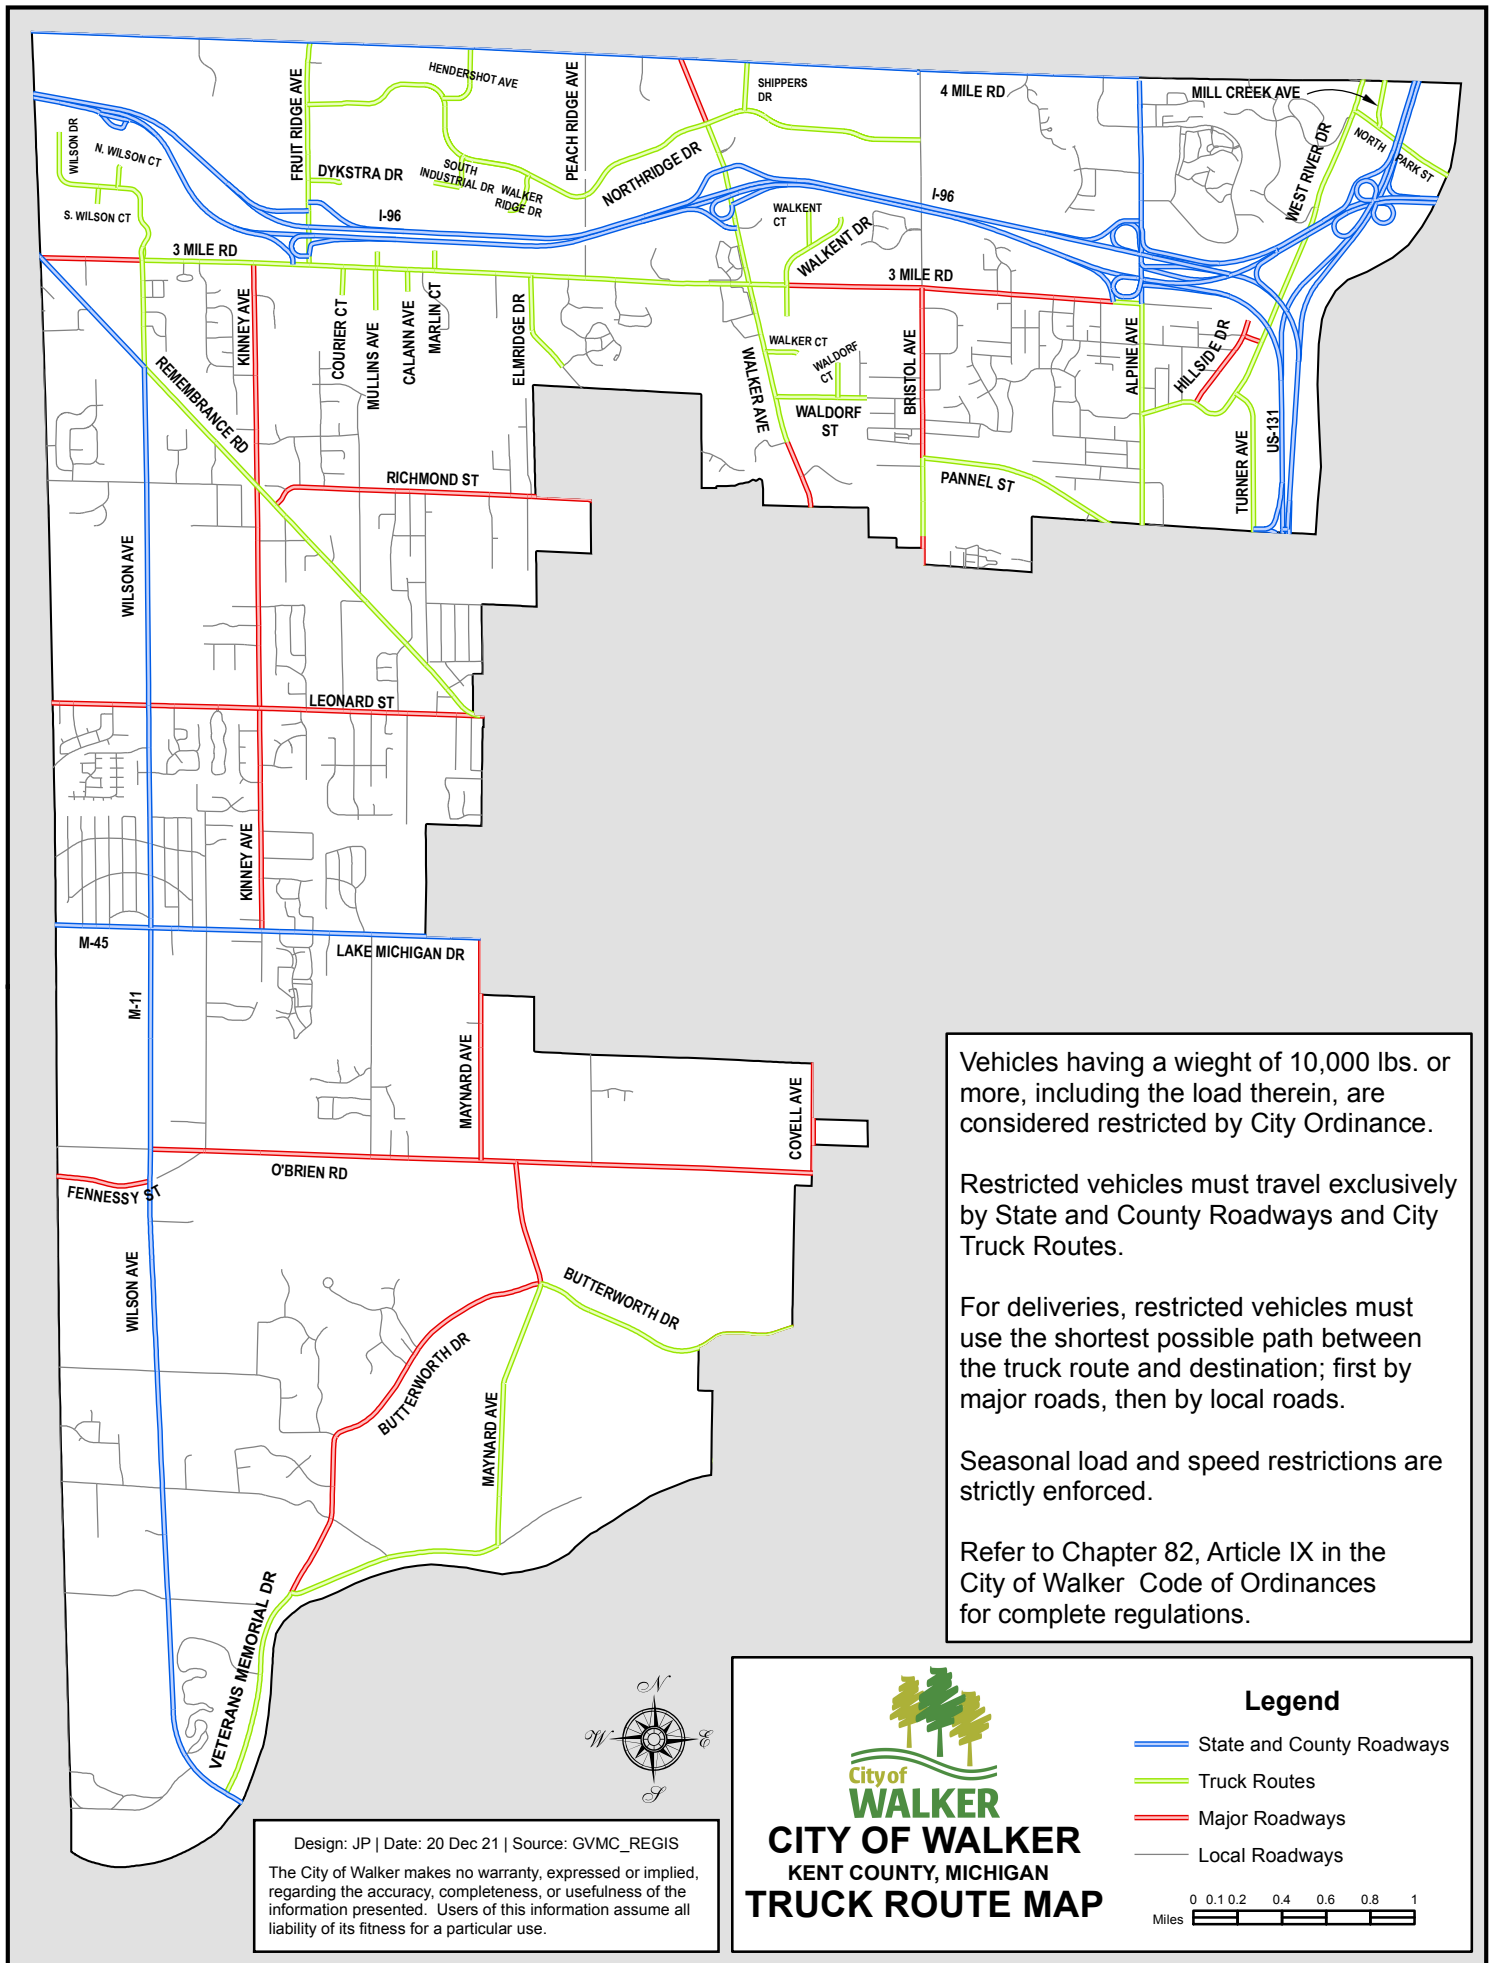 HENDERSHOT AVE
SHIPPERS
DR
4 MILE RD
MILL CREEK AVE
FRUIT RIDGE AVE
PEACH RIDGE AVE
WILSON DR
N. WILSON CT
S. WILSON CT
DYKSTRA DR
SOUTH
INDUSTRIAL DR
WALKER
RIDGE DR
NORTHRIDGE DR
WEST RIVER DR
NORTH
PARK ST
I-96
I-96
WALKENT
CT
WALKENT DR
3 MILE RD
3 MILE RD
KINNEY AVE
COURIER CT
MULLINS AVE
CALANN AVE
MARLIN CT
ELMRIDGE DR
WALKER AVE
WALKER CT
WALDORF
CT
WALDORF
ST
BRISTOL AVE
ALPINE AVE
HILLSIDE DR
US-131
TURNER AVE
PANNEL ST
REMEMBRANCE RD
RICHMOND ST
WILSON AVE
LEONARD ST
KINNEY AVE
M-45
LAKE MICHIGAN DR
M-11
MAYNARD AVE
COVELL AVE
O'BRIEN RD
FENNESSY ST
WILSON AVE
BUTTERWORTH DR
BUTTERWORTH DR
MAYNARD AVE
VETERANS MEMORIAL DR
Vehicles having a wieght of 10,000 lbs. or
more, including the load therein, are
considered restricted by City Ordinance.
Restricted vehicles must travel exclusively
by State and County Roadways and City
Truck Routes.
For deliveries, restricted vehicles must
use the shortest possible path between
the truck route and destination; first by
major roads, then by local roads.
Seasonal load and speed restrictions are
strictly enforced.
Refer to Chapter 82, Article IX in the
City of Walker Code of Ordinances
for complete regulations.
N
W
E
S
Design: JP | Date: 20 Dec 21 | Source: GVMC_REGIS
The City of Walker makes no warranty, expressed or implied,
regarding the accuracy, completeness, or usefulness of the
information presented. Users of this information assume all
liability of its fitness for a particular use.
City of
WALKER
CITY OF WALKER
KENT COUNTY, MICHIGAN
TRUCK ROUTE MAP
Legend
State and County Roadways
Truck Routes
Major Roadways
Local Roadways
0 0.1 0.2 0.4 0.6 0.8 1
Miles